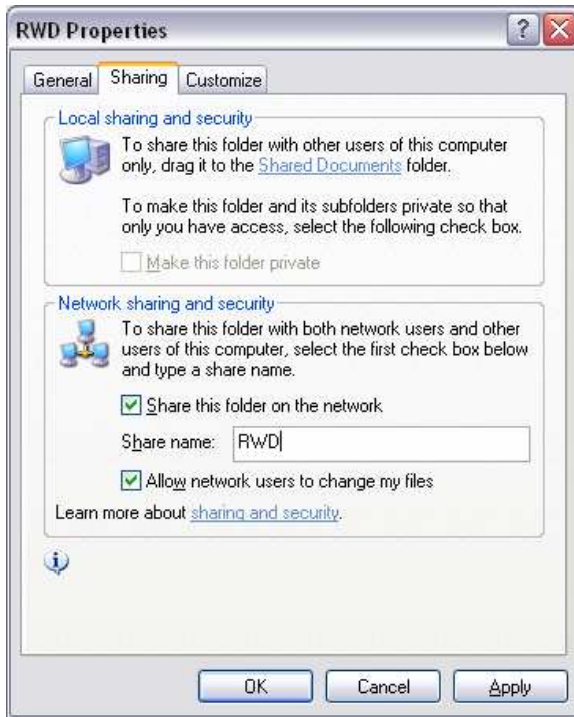 RWD Properties
General Sharing Customize
Local sharing and security
To share this folder with other users of this computer
only, drag it to the Shared Documents folder.
To make this folder and its subfolders private so that
only you have access, select the following check box.
Make this folder private
Network sharing and security
To share this folder with both network users and other
users of this computer, select the first check box below
and type a share name.
Share this folder on the network
Share name: RWD
Allow network users to change my files
Learn more about sharing and security.
OK Cancel Apply